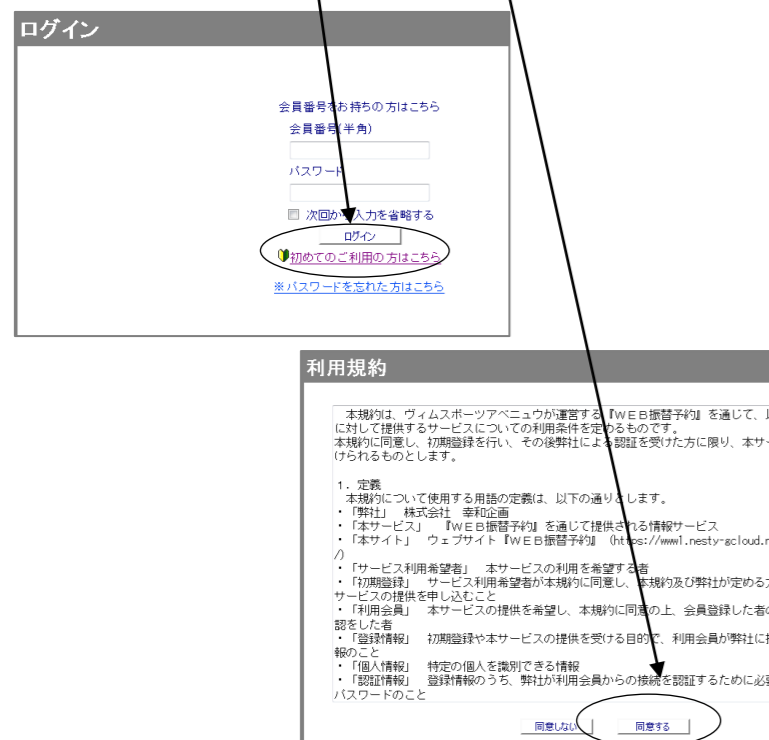 ログイン
会員番号をお持ちの方はこちら
会員番号(半角)
パスワード
次回から入力を省略する
ログイン
初めてのご利用の方はこちら
※パスワードを忘れた方はこちら
利用規約
本規約は、ヴィムスポーツアベニュウが運営する『ＷＥＢ振替予約』を通じて、以
に対して提供するサービスについての利用条件を定めるものです。
本規約に同意し、初期登録を行い、その後弊社による認証を受けた方に限り、本サー
けられるものとします。
１．定義
本規約について使用する用語の定義は、以下の通りとします。
・「弊社」　株式会社　幸和企画
・「本サービス」　『ＷＥＢ振替予約』を通じて提供される情報サービス
・「本サイト」　ウェブサイト『ＷＥＢ振替予約』（https://www1.nesty-gcloud.n
/）
・「サービス利用希望者」　本サービスの利用を希望する者
・「初期登録」　サービス利用希望者が本規約に同意し、本規約及び弊社が定める方
サービスの提供を申し込むこと
・「利用会員」　本サービスの提供を希望し、本規約に同意の上、会員登録した者の
認をした者
・「登録情報」　初期登録や本サービスの提供を受ける目的で、利用会員が弊社に提
報のこと
・「個人情報」　特定の個人を識別できる情報
・「認証情報」　登録情報のうち、弊社が利用会員からの接続を認証するために必要
パスワードのこと
同意しない　同意する